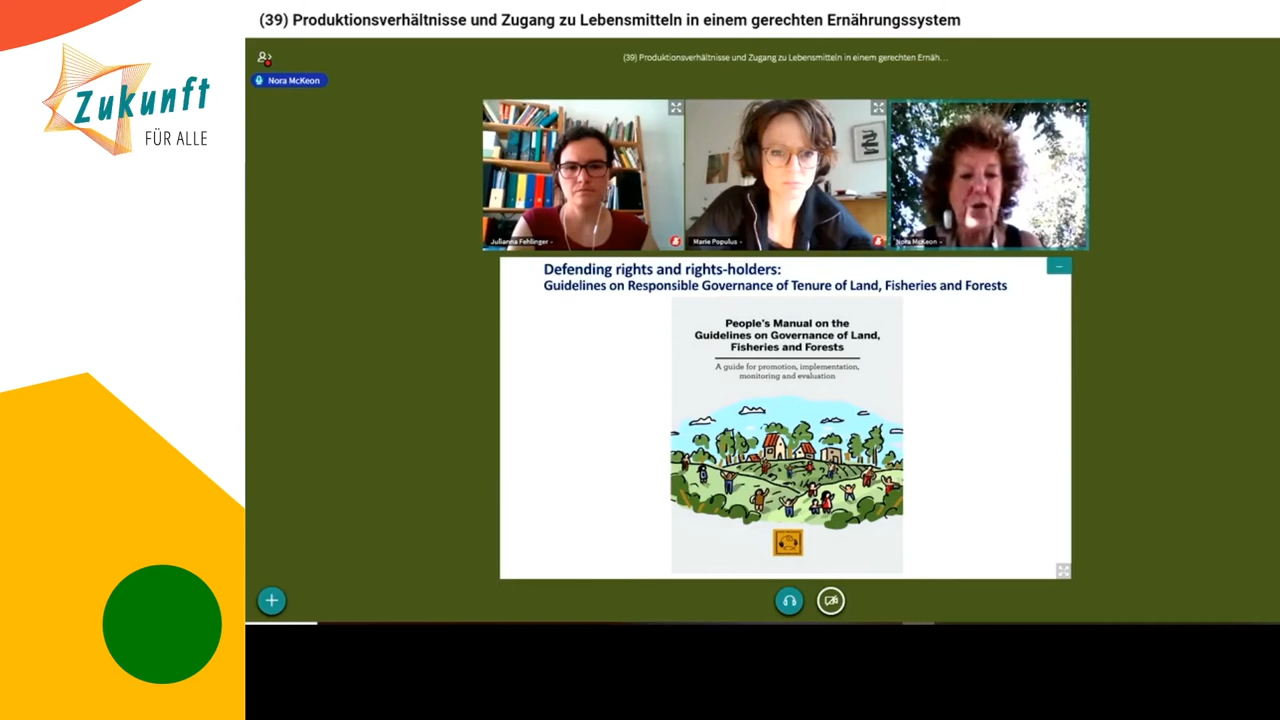 (39) Produktionsverhältnisse und Zugang zu Lebensmitteln in einem gerechten Ernährungssystem
Zukunft
FÜR ALLE
(39) Produktionsverhältnisse und Zugang zu Lebensmitteln in einem gerechten Ernäh…
Nora McKeon
Julianna Fehlinger
Marie Populus
Nora McKeon
Defending rights and rights-holders:
Guidelines on Responsible Governance of Tenure of Land, Fisheries and Forests
People's Manual on the
Guidelines on Governance of Land,
Fisheries and Forests
A guide for promotion, implementation,
monitoring and evaluation